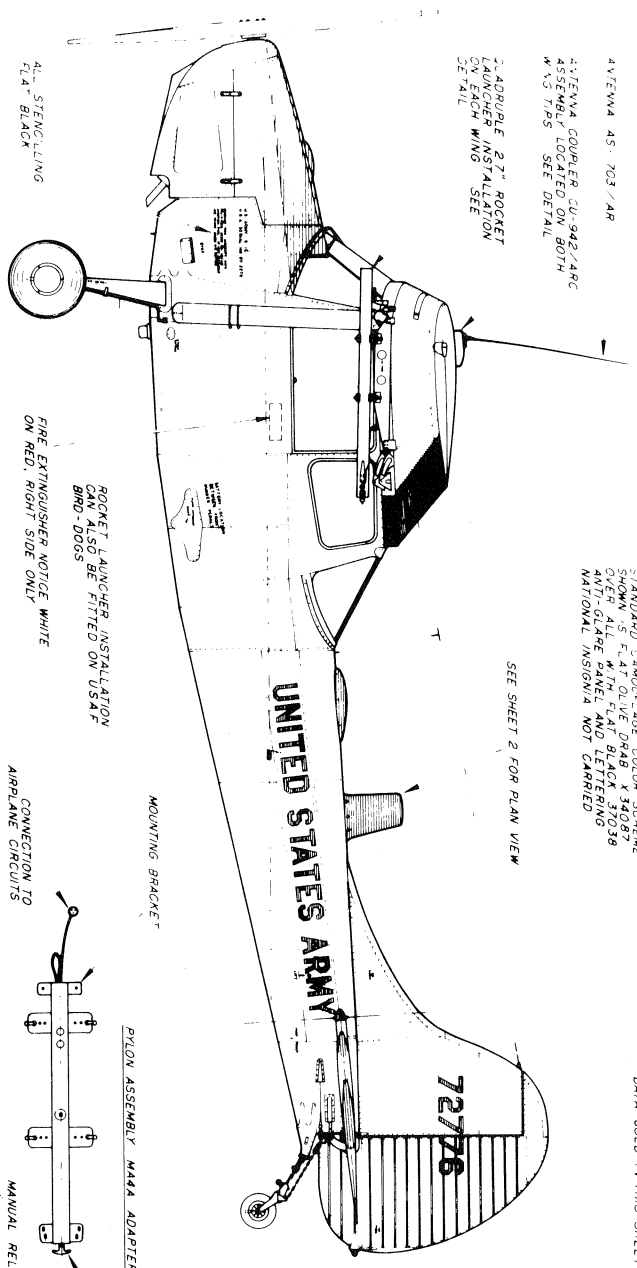 ANTENNA AS-703/AR
ANTENNA COUPLER CU-942/ARC
ASSEMBLY LOCATED ON BOTH
WING TIPS SEE DETAIL
QUADRUPLE 2.7" ROCKET
LAUNCHER INSTALLATION
ON EACH WING SEE
DETAIL
ALL STENCILLING
FLAT BLACK
STANDARD CAMOUFLAGE COLOR SCHEME
SHOWN IS FLAT OLIVE DRAB X34087
OVER ALL WITH FLAT BLACK 37038
ANTI-GLARE PANEL AND LETTERING
NATIONAL INSIGNIA NOT CARRIED
SEE SHEET 2 FOR PLAN VIEW
FIRE EXTINGUISHER NOTICE WHITE
ON RED, RIGHT SIDE ONLY
ROCKET LAUNCHER INSTALLATION
CAN ALSO BE FITTED ON USAF
BIRD-DOGS
UNITED STATES ARMY
72776
MOUNTING BRACKET
CONNECTION TO
AIRPLANE CIRCUITS
PYLON ASSEMBLY MA4A ADAPTER
MANUAL REL